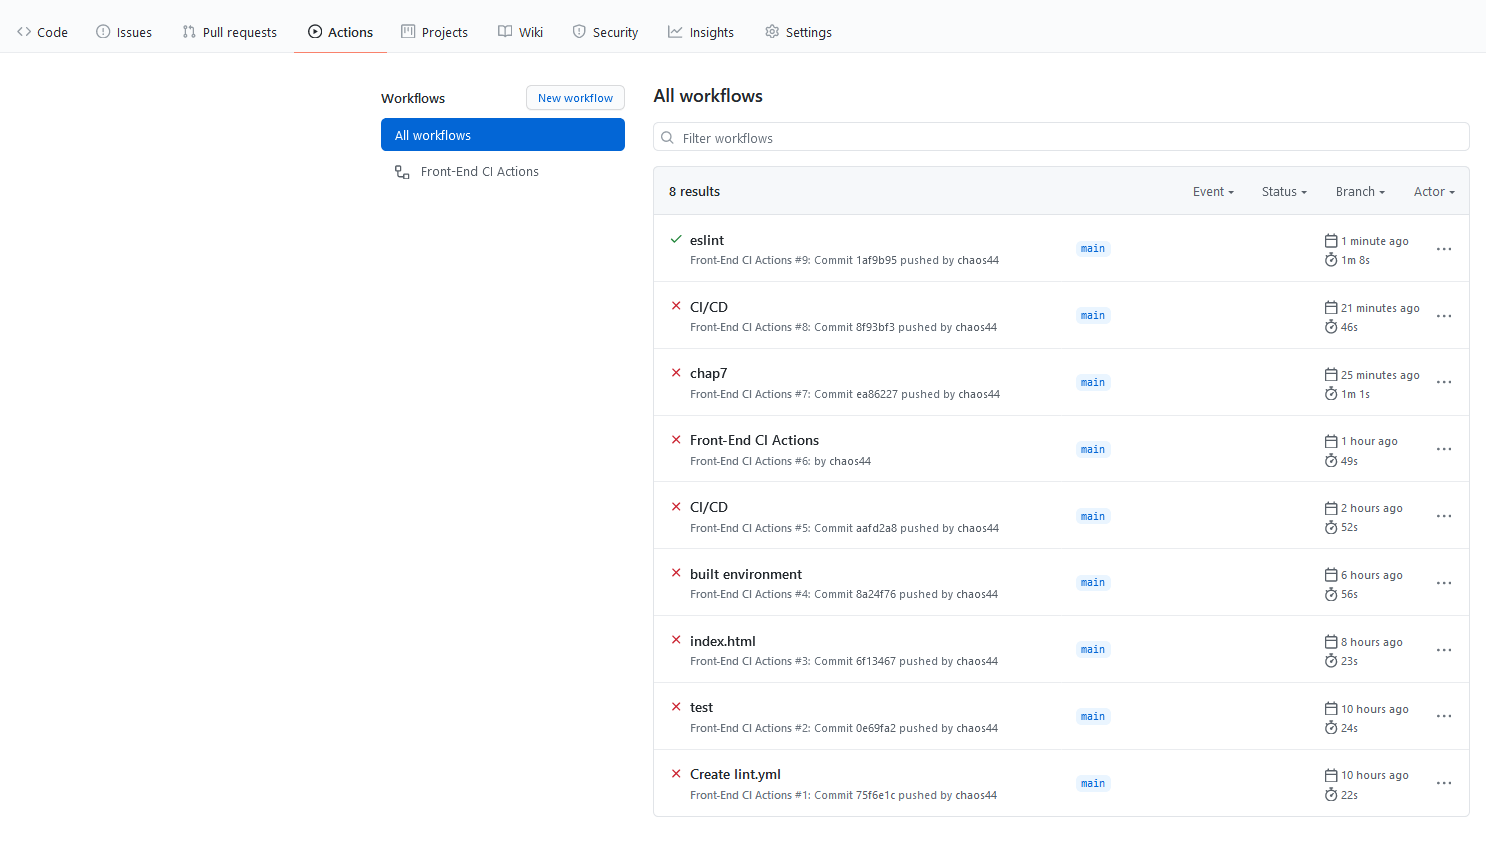 Code Issues Pull requests Actions Projects Wiki Security Insights Settings
Workflows New workflow
All workflows
Front-End CI Actions
All workflows
Filter workflows
8 results Event Status Branch Actor
eslint
Front-End CI Actions #9: Commit 1af9b95 pushed by chaos44
main
1 minute ago
1m 8s
CI/CD
Front-End CI Actions #8: Commit 8f93bf3 pushed by chaos44
main
21 minutes ago
46s
chap7
Front-End CI Actions #7: Commit ea86227 pushed by chaos44
main
25 minutes ago
1m 1s
Front-End CI Actions
Front-End CI Actions #6: by chaos44
main
1 hour ago
49s
CI/CD
Front-End CI Actions #5: Commit aafd2a8 pushed by chaos44
main
2 hours ago
52s
built environment
Front-End CI Actions #4: Commit 8a24f76 pushed by chaos44
main
6 hours ago
56s
index.html
Front-End CI Actions #3: Commit 6f13467 pushed by chaos44
main
8 hours ago
23s
test
Front-End CI Actions #2: Commit 0e69fa2 pushed by chaos44
main
10 hours ago
24s
Create lint.yml
Front-End CI Actions #1: Commit 75f6e1c pushed by chaos44
main
10 hours ago
22s